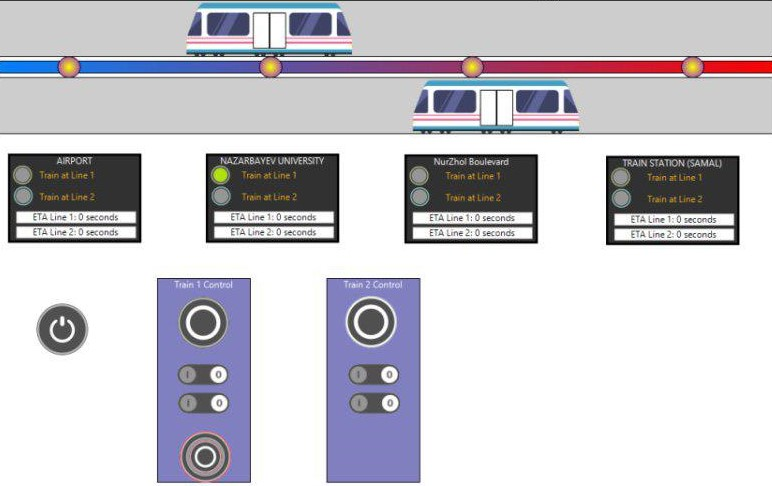 AIRPORT
Train at Line 1
Train at Line 2
ETA Line 1: 0 seconds
ETA Line 2: 0 seconds
NAZARBAYEV UNIVERSITY
Train at Line 1
Train at Line 2
ETA Line 1: 0 seconds
ETA Line 2: 0 seconds
NurZhol Boulevard
Train at Line 1
Train at Line 2
ETA Line 1: 0 seconds
ETA Line 2: 0 seconds
TRAIN STATION (SAMAL)
Train at Line 1
Train at Line 2
ETA Line 1: 0 seconds
ETA Line 2: 0 seconds
Train 1 Control
I 0
I 0
Train 2 Control
I 0
I 0